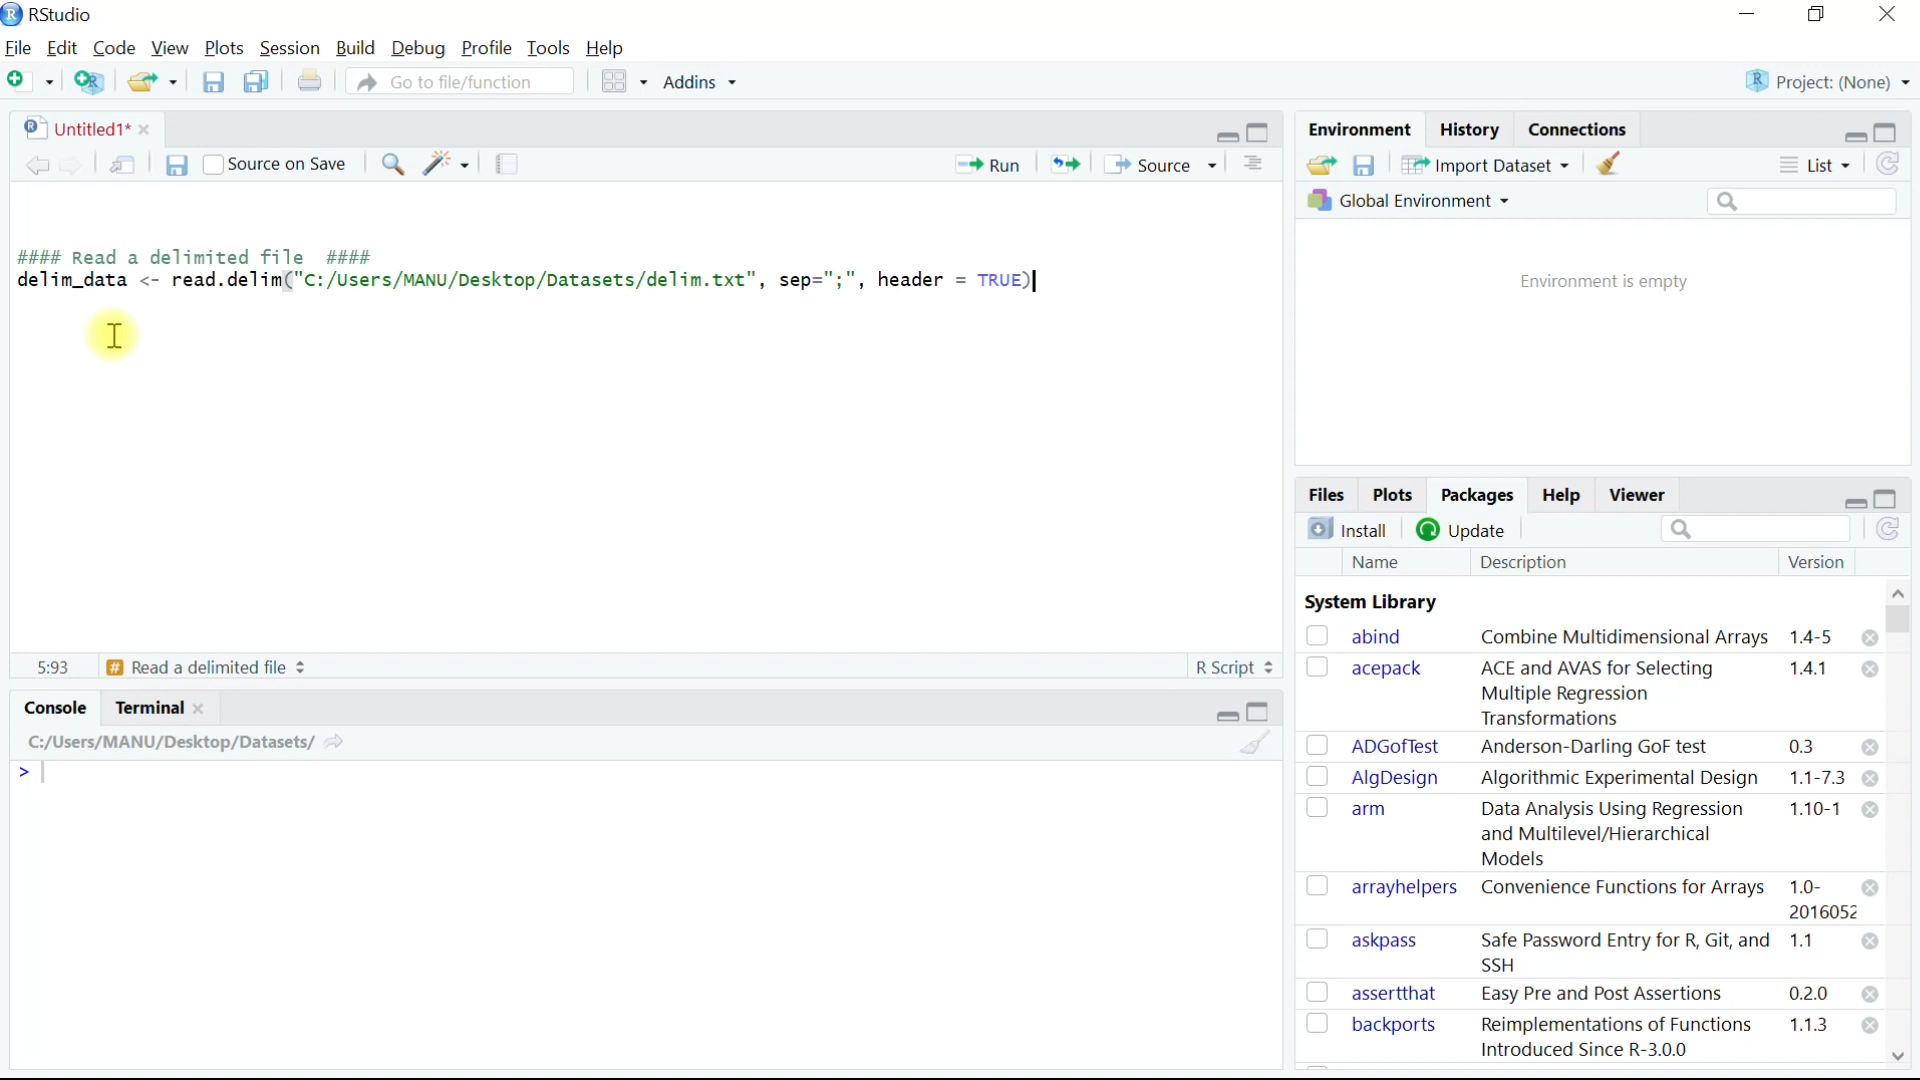 RStudio
File Edit Code View Plots Session Build Debug Profile Tools Help
Go to file/function Addins Project: (None)
Untitled1*
Source on Save Run Source
#### Read a delimited file ####
delim_data <- read.delim("C:/Users/MANU/Desktop/Datasets/delim.txt", sep=";", header = TRUE)
5:93 # Read a delimited file R Script
Console Terminal
C:/Users/MANU/Desktop/Datasets/
>
Environment History Connections
Import Dataset List
Global Environment
Environment is empty
Files Plots Packages Help Viewer
Install Update
Name Description Version
System Library
abind Combine Multidimensional Arrays 1.4-5
acepack ACE and AVAS for Selecting 1.4.1
Multiple Regression
Transformations
ADGofTest Anderson-Darling GoF test 0.3
AlgDesign Algorithmic Experimental Design 1.1-7.3
arm Data Analysis Using Regression 1.10-1
and Multilevel/Hierarchical
Models
arrayhelpers Convenience Functions for Arrays 1.0-
2016052
askpass Safe Password Entry for R, Git, and 1.1
SSH
assertthat Easy Pre and Post Assertions 0.2.0
backports Reimplementations of Functions 1.1.3
Introduced Since R-3.0.0